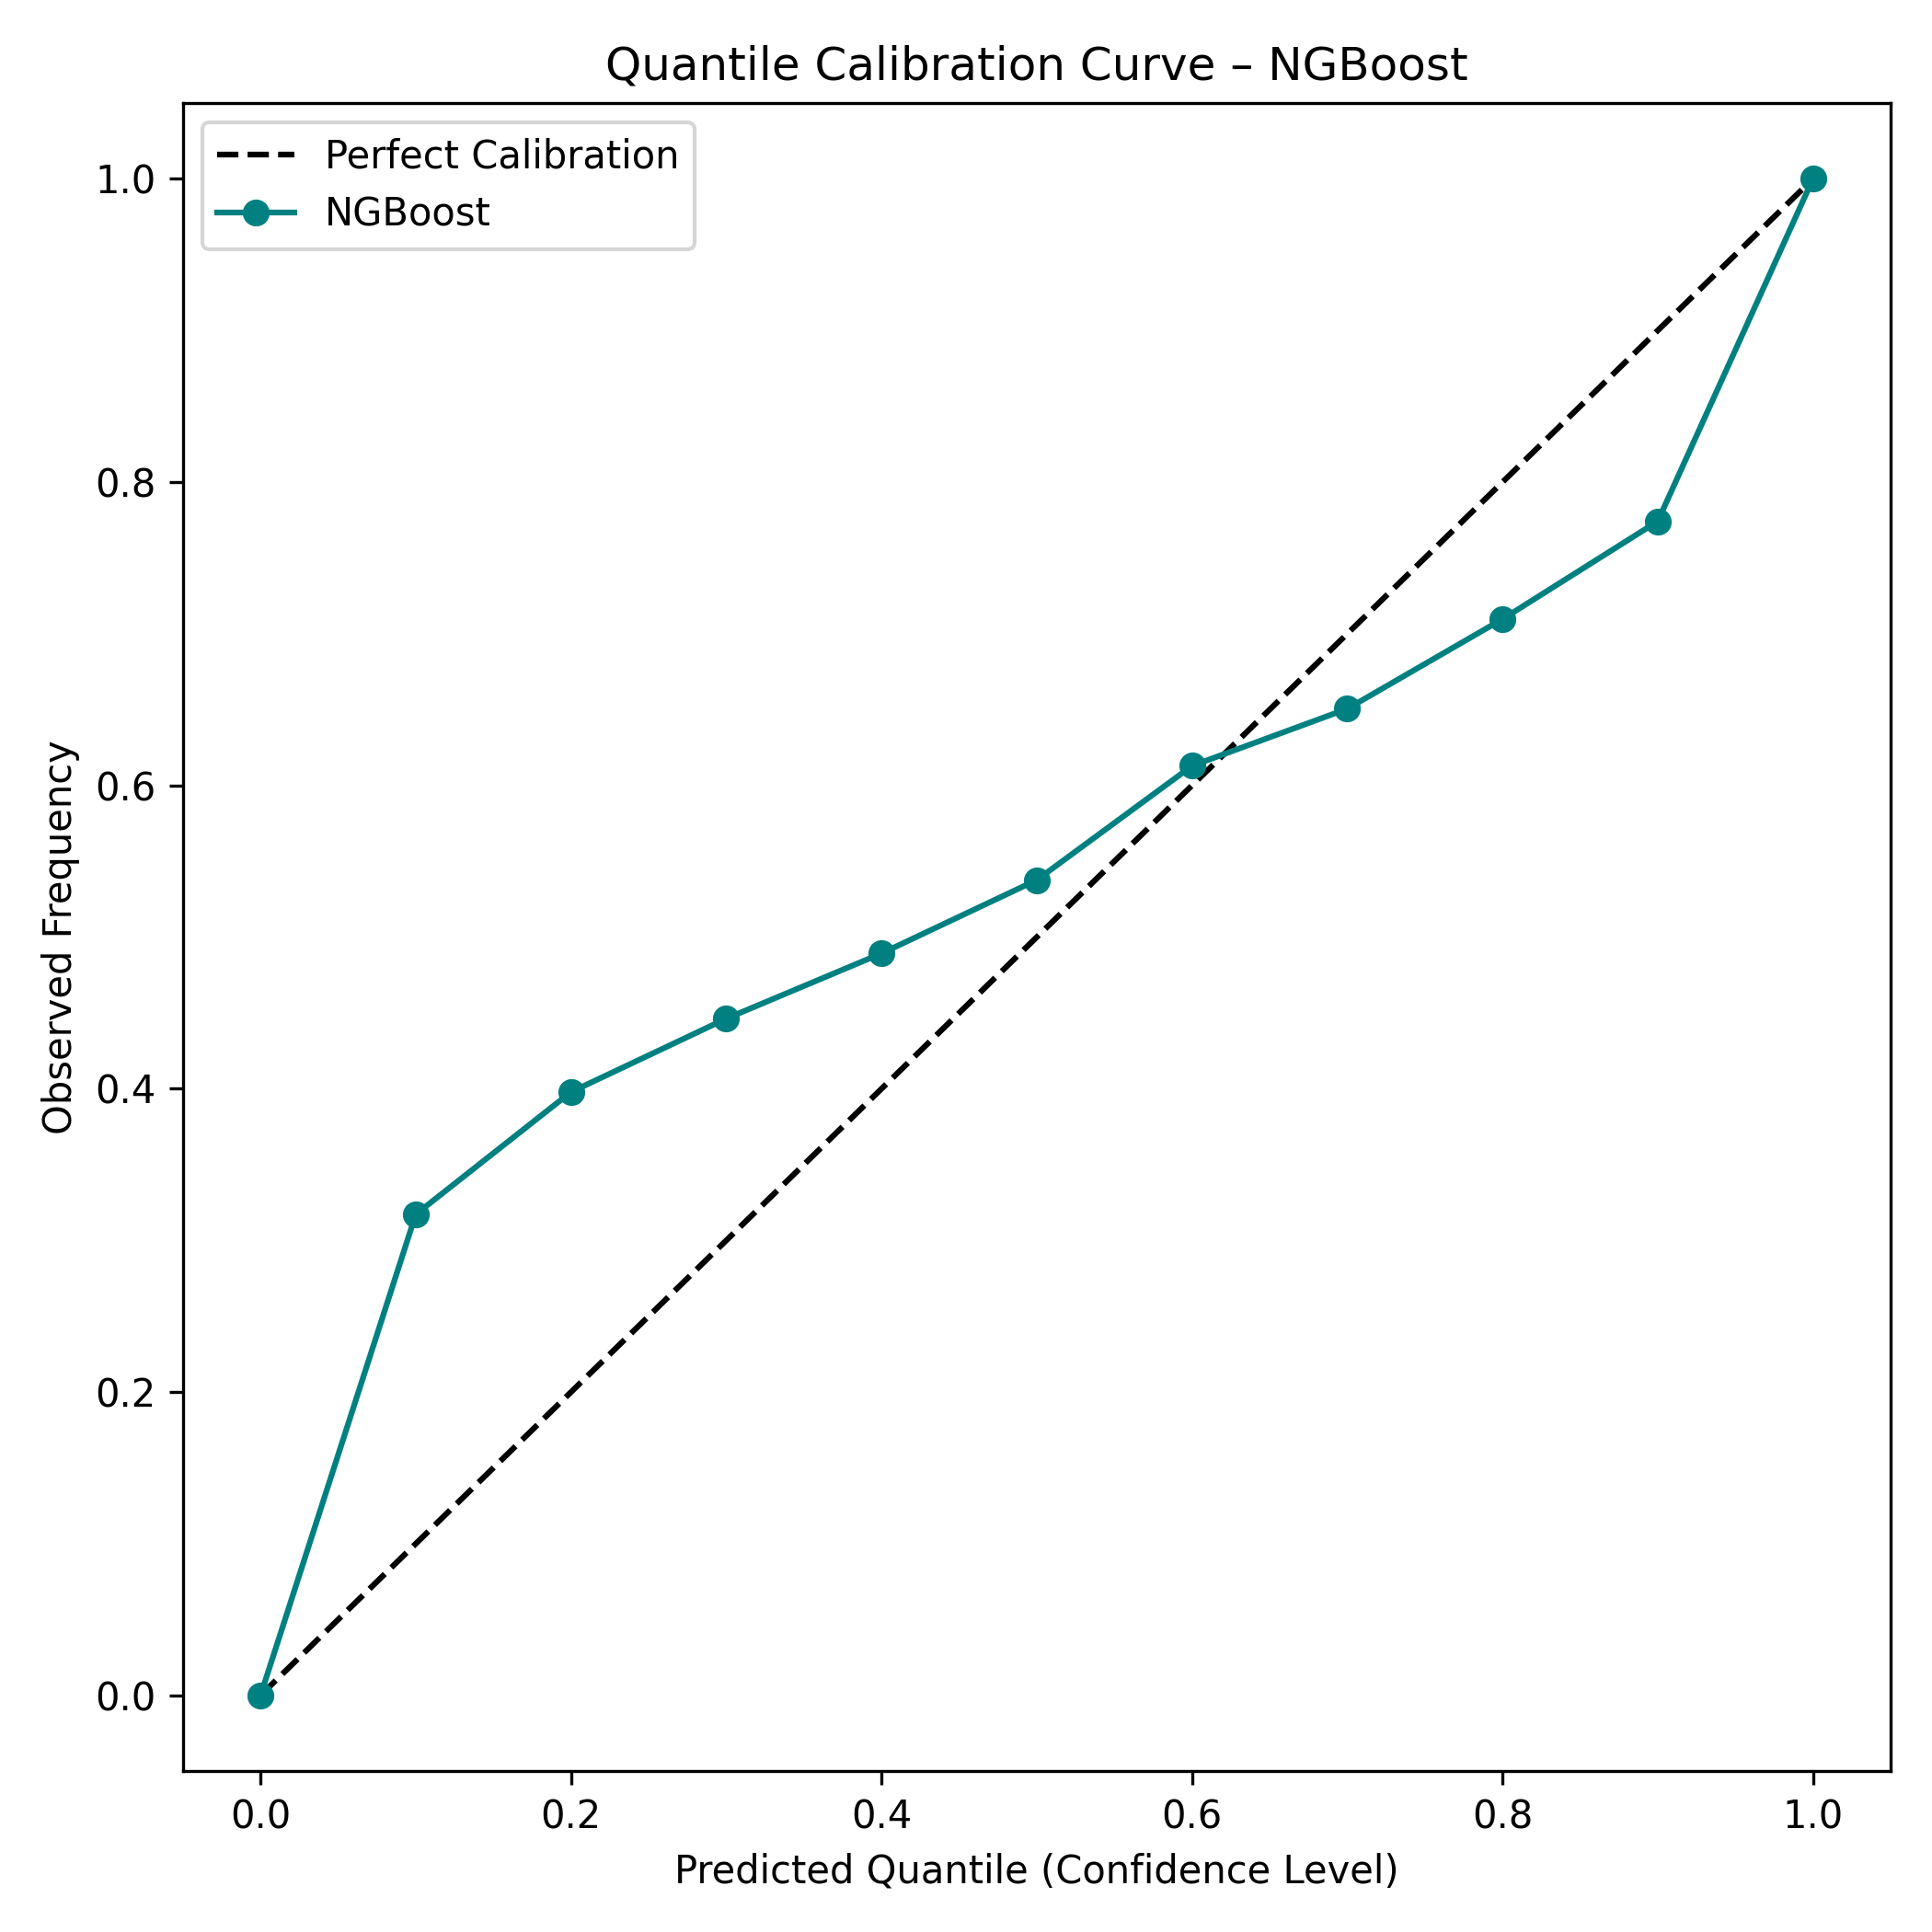 Quantile Calibration Curve – NGBoost
Perfect Calibration
NGBoost
1.0
0.8
0.6
0.4
0.2
0.0
Observed Frequency
0.0 0.2 0.4 0.6 0.8 1.0
Predicted Quantile (Confidence Level)